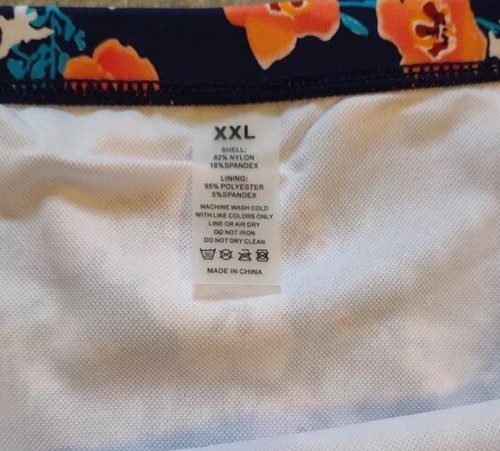 XXL
SHELL:
82% NYLON
18%SPANDEX
LINING:
95% POLYESTER
5%SPANDEX
MACHINE WASH COLD
WITH LIKE COLORS ONLY
LINE OR AIR DRY
DO NOT IRON
DO NOT DRY CLEAN
30
MADE IN CHINA